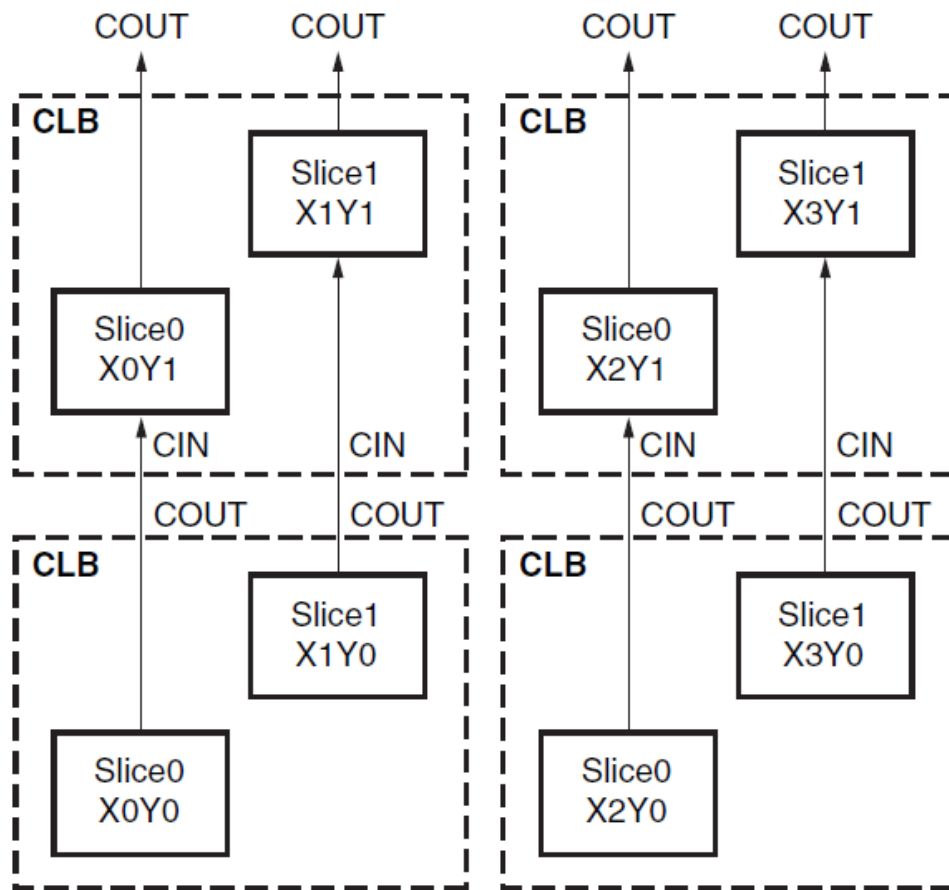 COUT
COUT
COUT
COUT
CLB
Slice1
X1Y1
Slice0
X0Y1
CIN
CIN
CLB
Slice1
X3Y1
Slice0
X2Y1
CIN
CIN
COUT
COUT
COUT
COUT
CLB
Slice1
X1Y0
Slice0
X0Y0
CLB
Slice1
X3Y0
Slice0
X2Y0